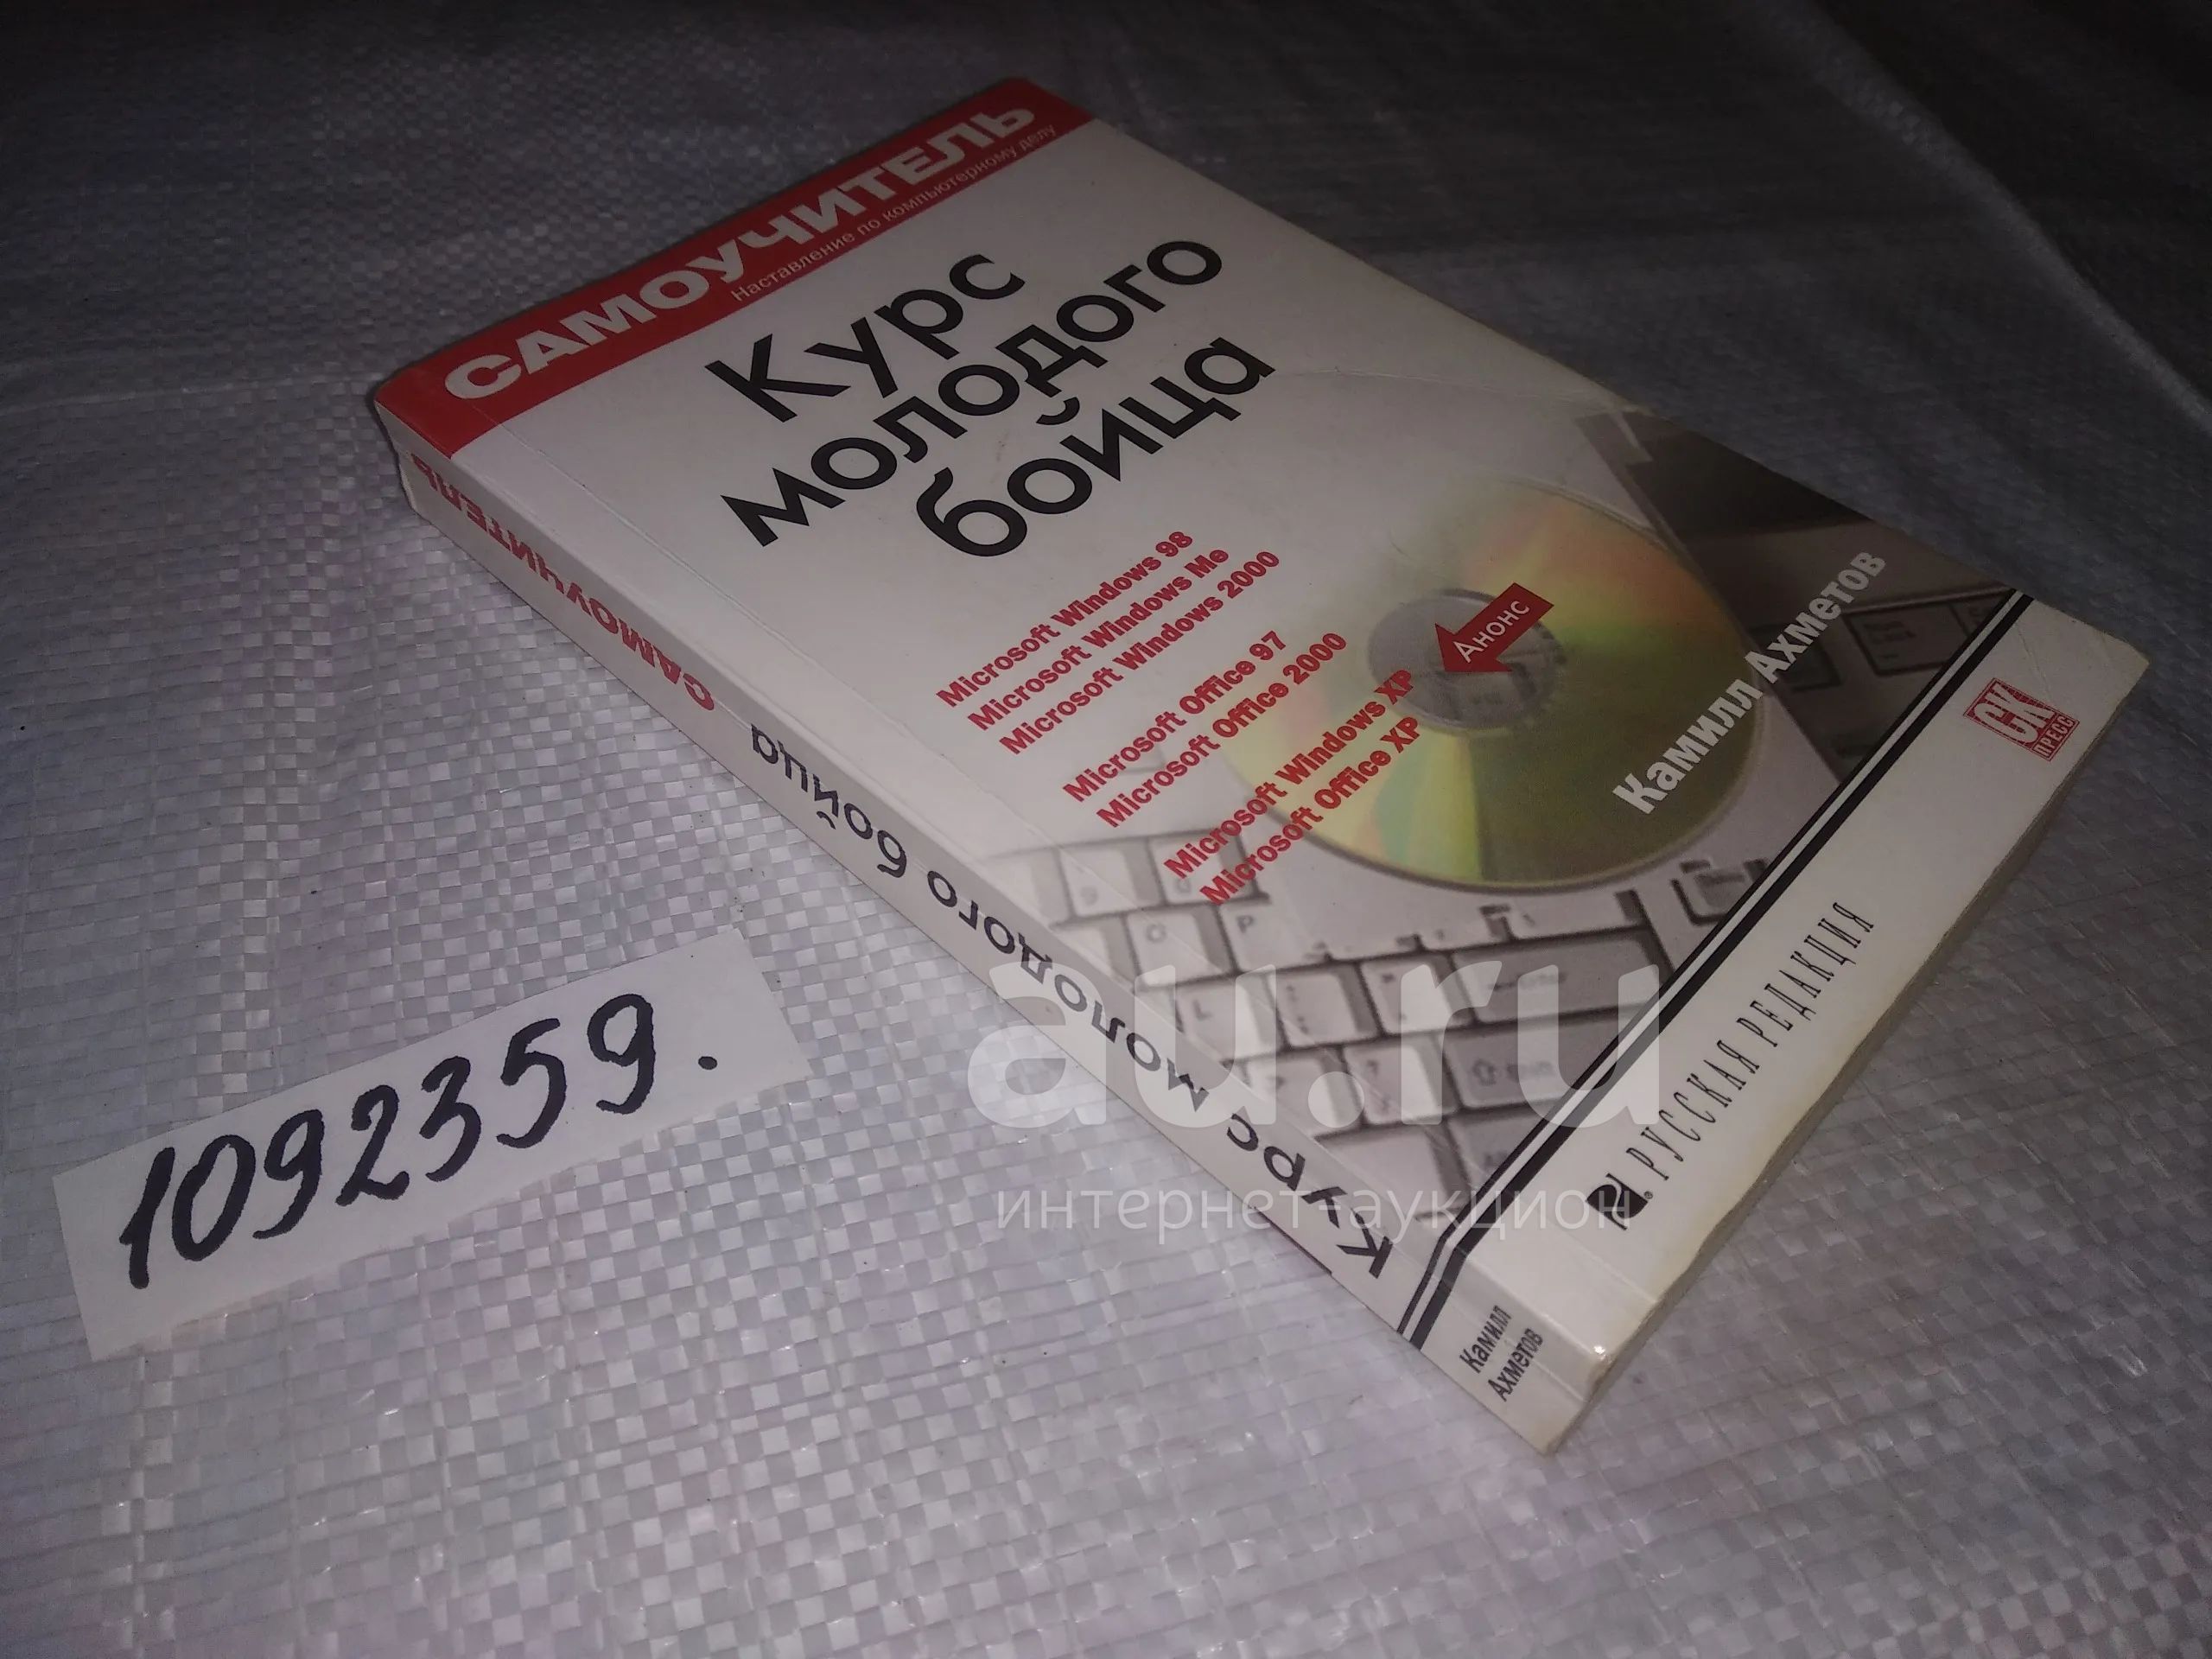 САМОУЧИТЕЛЬ
Наставление по компьютерному делу
Курс
молодого
бойца
Microsoft Windows 98
Microsoft Windows Me
Microsoft Windows 2000
Microsoft Office 97
Microsoft Office 2000
Анонс
Microsoft Windows XP
Microsoft Office XP
Камилл Ахметов
СК
ПРЕСС
РУССКАЯ РЕДАКЦИЯ
Камилл
Ахметов
Курс молодого бойца
САМОУЧИТЕЛЬ
1092359.
au.ru
интернет-аукцион